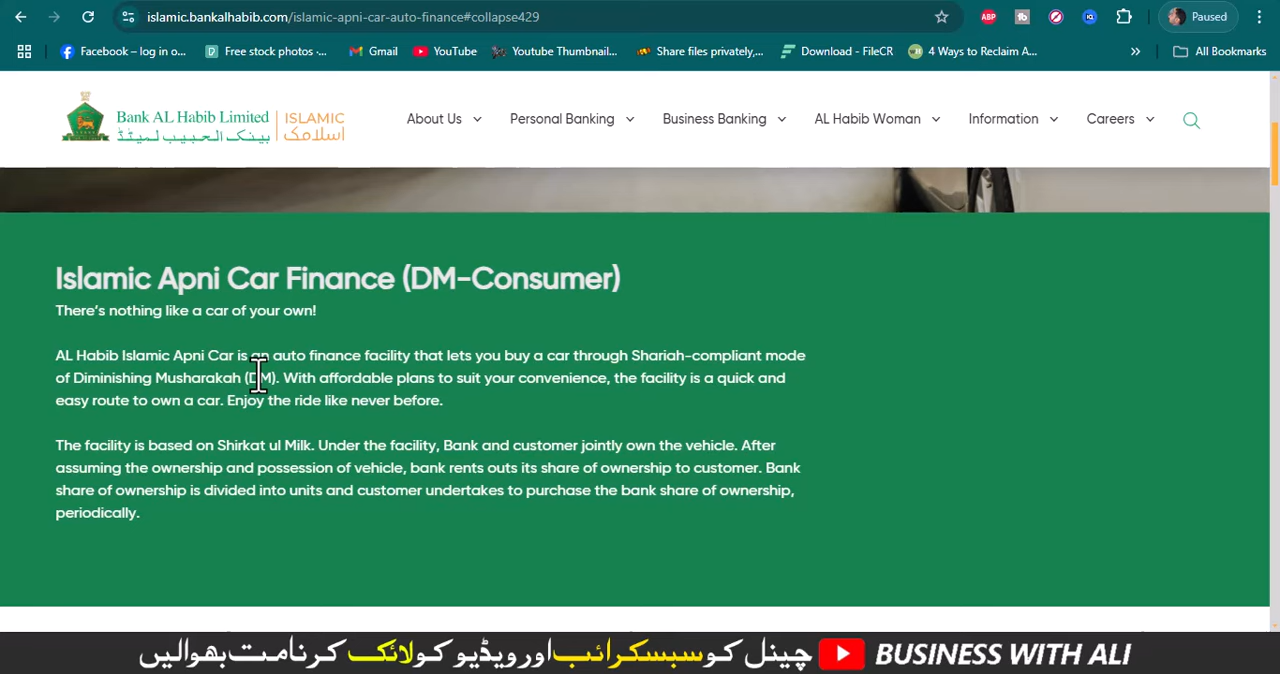 islamic.bankalhabib.com/islamic-apni-car-auto-finance#collapse429
ABP
Paused
Facebook – log in o...
Free stock photos -...
Gmail
YouTube
Youtube Thumbnail...
Share files privately,...
Download - FileCR
4 Ways to Reclaim A...
»
All Bookmarks
Bank AL Habib Limited
بینک الحبیب لمیٹڈ
ISLAMIC
اسلامک
About Us
Personal Banking
Business Banking
AL Habib Woman
Information
Careers
Islamic Apni Car Finance (DM-Consumer)
There's nothing like a car of your own!
AL Habib Islamic Apni Car is an auto finance facility that lets you buy a car through Shariah-compliant mode
of Diminishing Musharakah (DM). With affordable plans to suit your convenience, the facility is a quick and
easy route to own a car. Enjoy the ride like never before.
The facility is based on Shirkat ul Milk. Under the facility, Bank and customer jointly own the vehicle. After
assuming the ownership and possession of vehicle, bank rents outs its share of ownership to customer. Bank
share of ownership is divided into units and customer undertakes to purchase the bank share of ownership,
periodically.
چینل کو سبسکرائب اور ویڈیو کو لائک کرنا مت بھولیں
BUSINESS WITH ALI